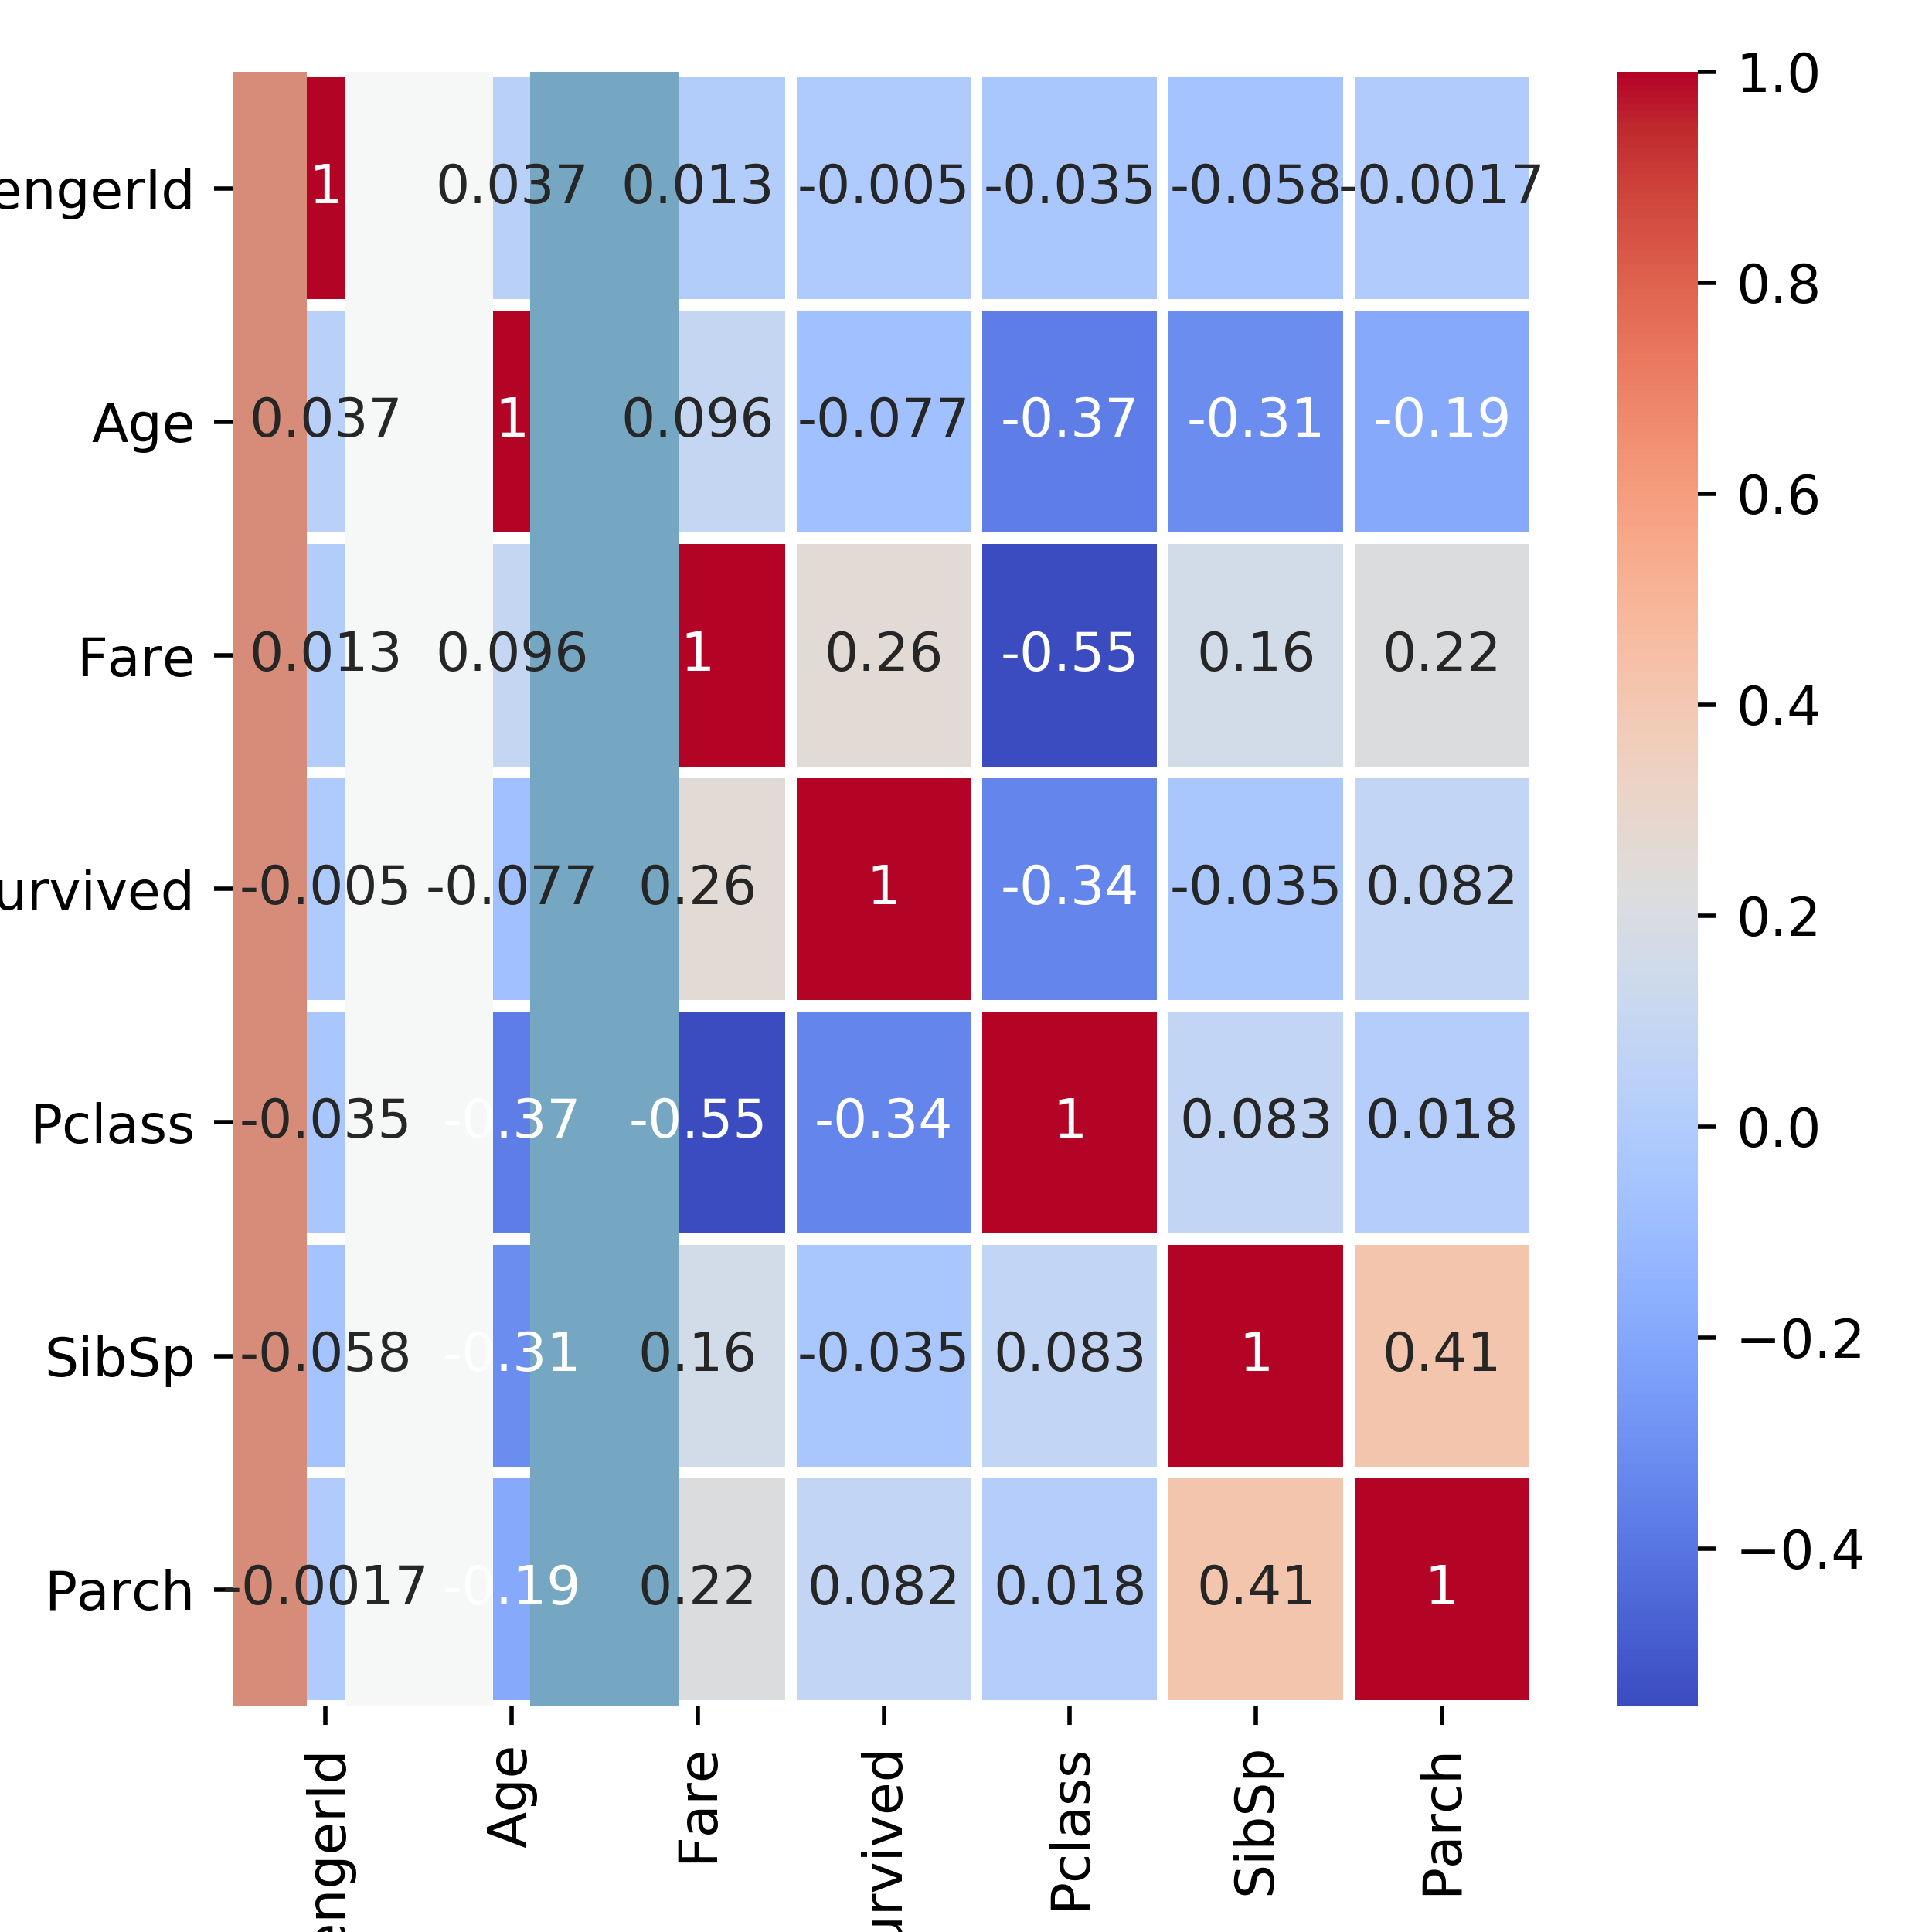 engerId 1 0.037 0.013 -0.005 -0.035 -0.058 -0.0017
Age 0.037 1 0.096 -0.077 -0.37 -0.31 -0.19
Fare 0.013 0.096 1 0.26 -0.55 0.16 0.22
urvived -0.005 -0.077 0.26 1 -0.34 -0.035 0.082
Pclass -0.035 -0.37 -0.55 -0.34 1 0.083 0.018
SibSp -0.058 -0.31 0.16 -0.035 0.083 1 0.41
Parch -0.0017 -0.19 0.22 0.082 0.018 0.41 1
engerId
Age
Fare
urvived
Pclass
SibSp
Parch
1.0
0.8
0.6
0.4
0.2
0.0
−0.2
−0.4